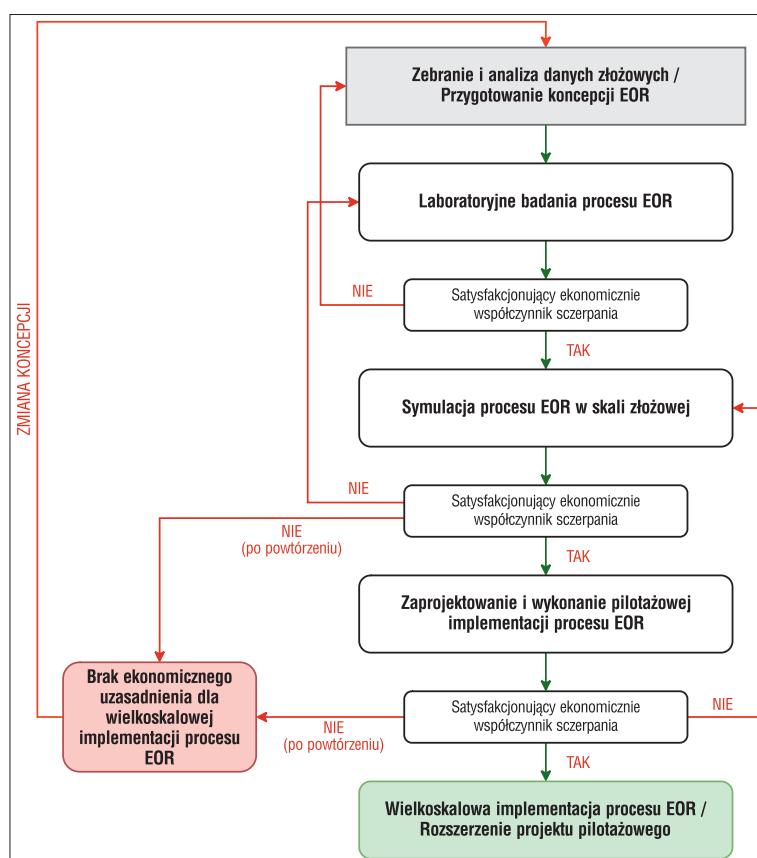 Zebranie i analiza danych złożowych /
Przygotowanie koncepcji EOR
Laboratoryjne badania procesu EOR
NIE
Satysfakcjonujący ekonomicznie
współczynnik sczerpania
TAK
ZMIANA KONCEPCJI
Symulacja procesu EOR w skali złożowej
NIE
Satysfakcjonujący ekonomicznie
współczynnik sczerpania
NIE
(po powtórzeniu)
TAK
Zaprojektowanie i wykonanie pilotażowej
implementacji procesu EOR
Brak ekonomicznego
uzasadnienia dla
wielkoskalowej
implementacji procesu
EOR
NIE
(po powtórzeniu)
Satysfakcjonujący ekonomicznie
współczynnik sczerpania
NIE
TAK
Wielkoskalowa implementacja procesu EOR /
Rozszerzenie projektu pilotażowego